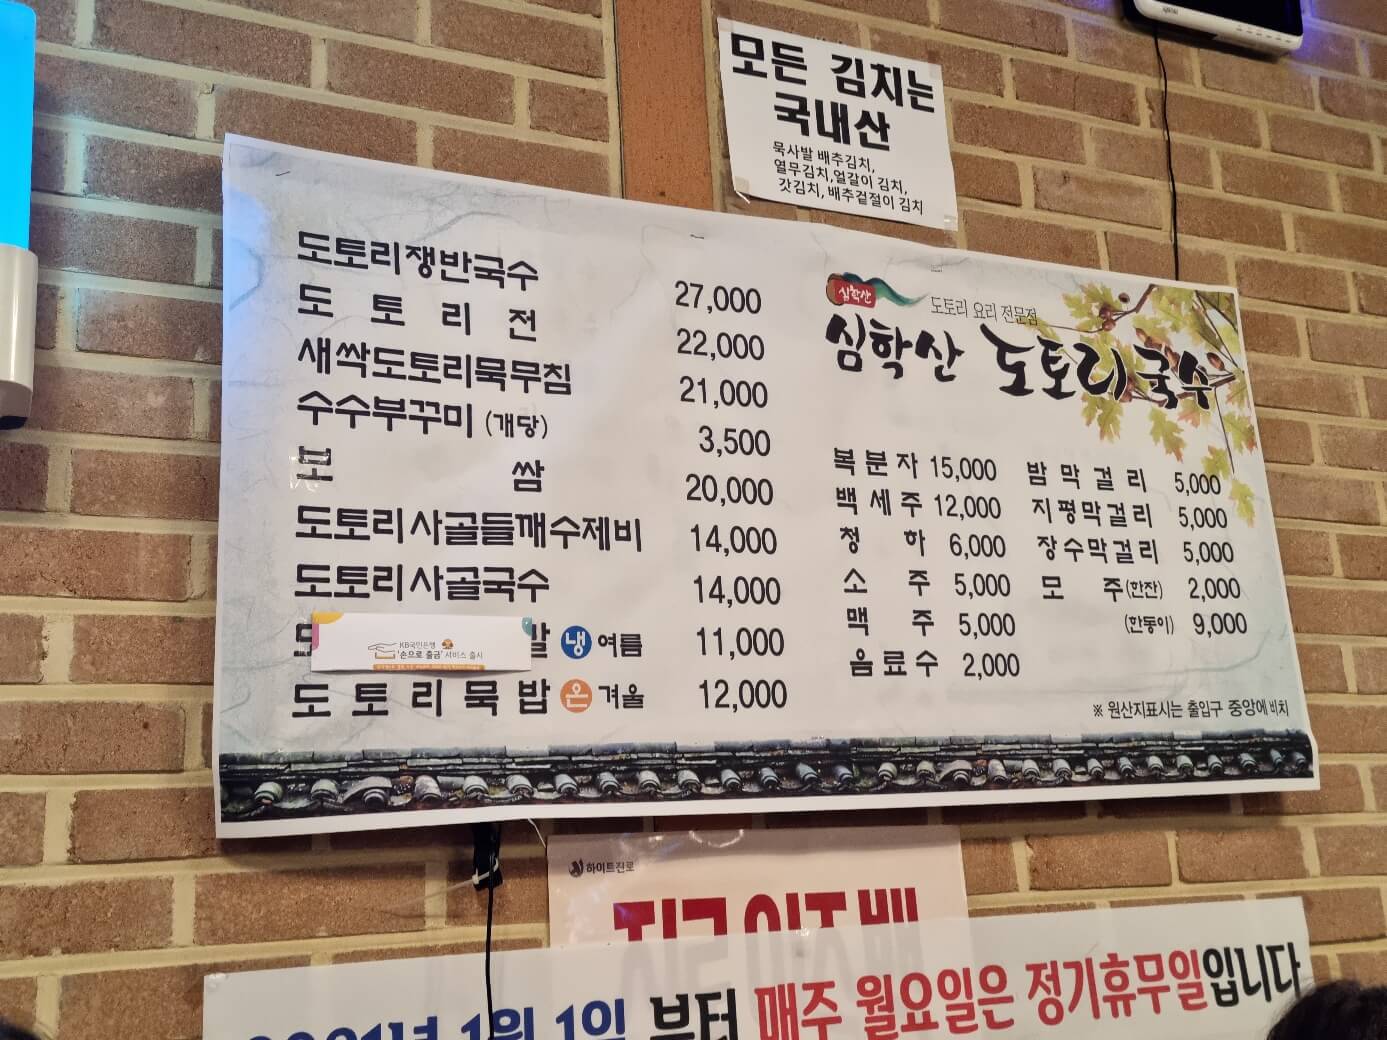 모든 김치는
국내산
묵사발 배추김치,
열무김치,얼갈이 김치,
갓김치, 배추겉절이 김치
도토리쟁반국수 27,000
도토리전 22,000
새싹도토리묵무침 21,000
수수부꾸미 (개당) 3,500
보쌈 20,000
도토리사골들깨수제비 14,000
도토리사골국수 14,000
발 냉 여름 11,000
도토리묵밥 온 겨울 12,000
KB국민은행
'손으로 출금' 서비스 출시
심학산
도토리 요리 전문점
심학산 도토리국수
복분자 15,000 밤막걸리 5,000
백세주 12,000 지평막걸리 5,000
청하 6,000 장수막걸리 5,000
소주 5,000 모주(한잔) 2,000
맥주 5,000 (한동이) 9,000
음료수 2,000
※ 원산지표시는 출입구 중앙에 비치
하이트진로
2021년 1월 1일 부터 매주 월요일은 정기휴무일입니다